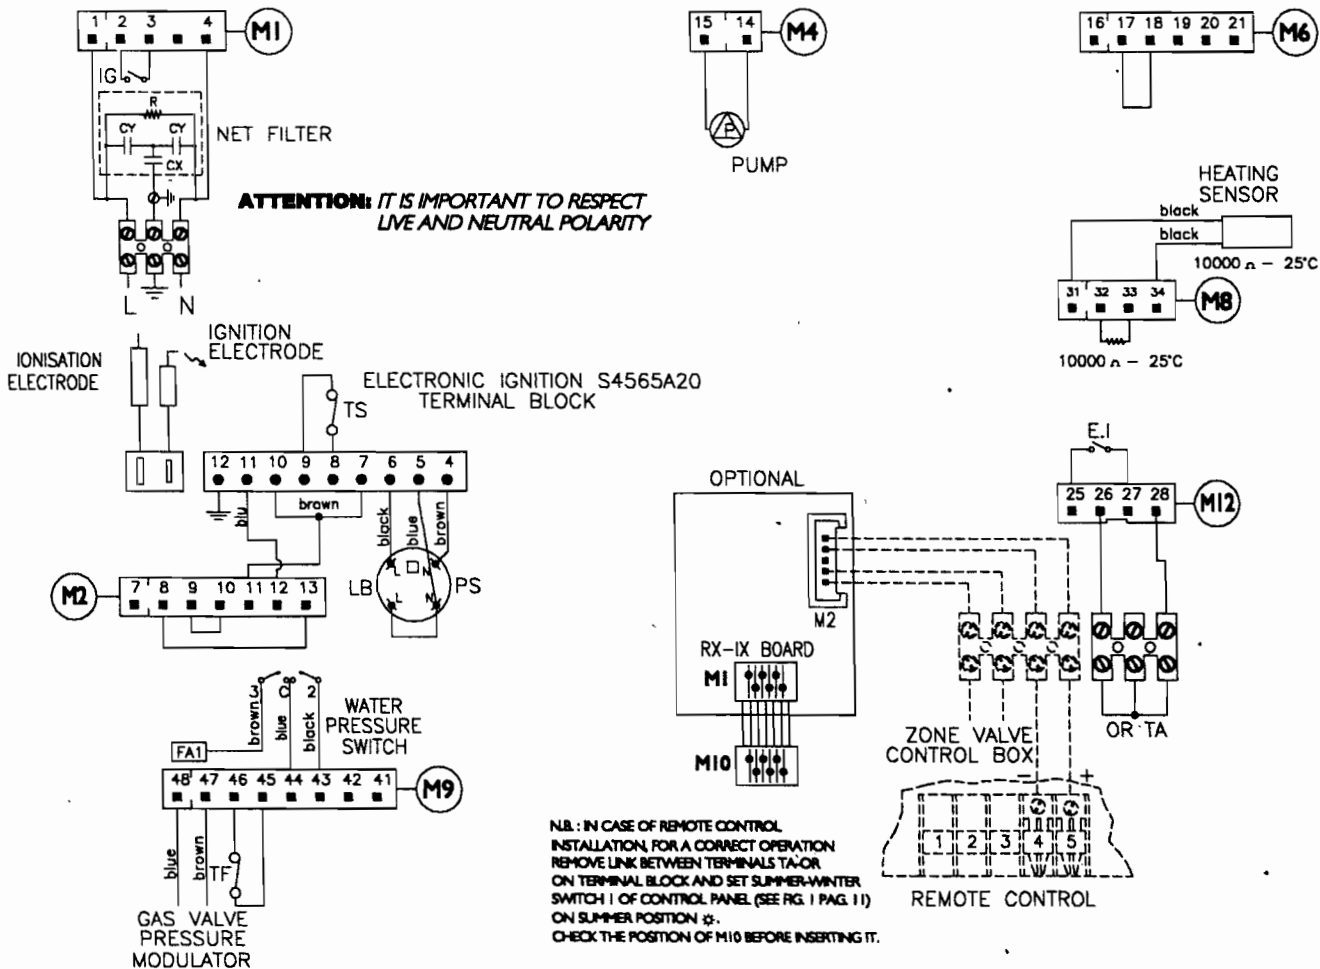 1 2 3 4 M1
15 14 M4
16 17 18 19 20 21 M6
IG
R
CY CY
CX
NET FILTER
PUMP
P
ATTENTION: IT IS IMPORTANT TO RESPECT
LIVE AND NEUTRAL POLARITY
L N
HEATING
SENSOR
black
black
10000 Ω - 25°C
31 32 33 34 M8
10000 Ω - 25°C
IONISATION
ELECTRODE
IGNITION
ELECTRODE
ELECTRONIC IGNITION S4565A20
TERMINAL BLOCK
TS
12 11 10 9 8 7 6 5 4
blu
brown
black
blue
brown
LB
L N
L N
PS
M2
7 8 9 10 11 12 13
3 C 2
brown
blue
black
WATER
PRESSURE
SWITCH
FA1
48 47 46 45 44 43 42 41 M9
blue
brown
TF
GAS VALVE
PRESSURE
MODULATOR
OPTIONAL
M2
RX-IX BOARD
M1
M10
E.I
25 26 27 28 M12
ZONE VALVE
CONTROL BOX
OR TA
- +
1 2 3 4 5
REMOTE CONTROL
N.B. : IN CASE OF REMOTE CONTROL
INSTALLATION, FOR A CORRECT OPERATION
REMOVE LINK BETWEEN TERMINALS TA-OR
ON TERMINAL BLOCK AND SET SUMMER-WINTER
SWITCH 1 OF CONTROL PANEL (SEE FIG. 1 PAG. 11)
ON SUMMER POSITION ☼.
CHECK THE POSITION OF M10 BEFORE INSERTING IT.